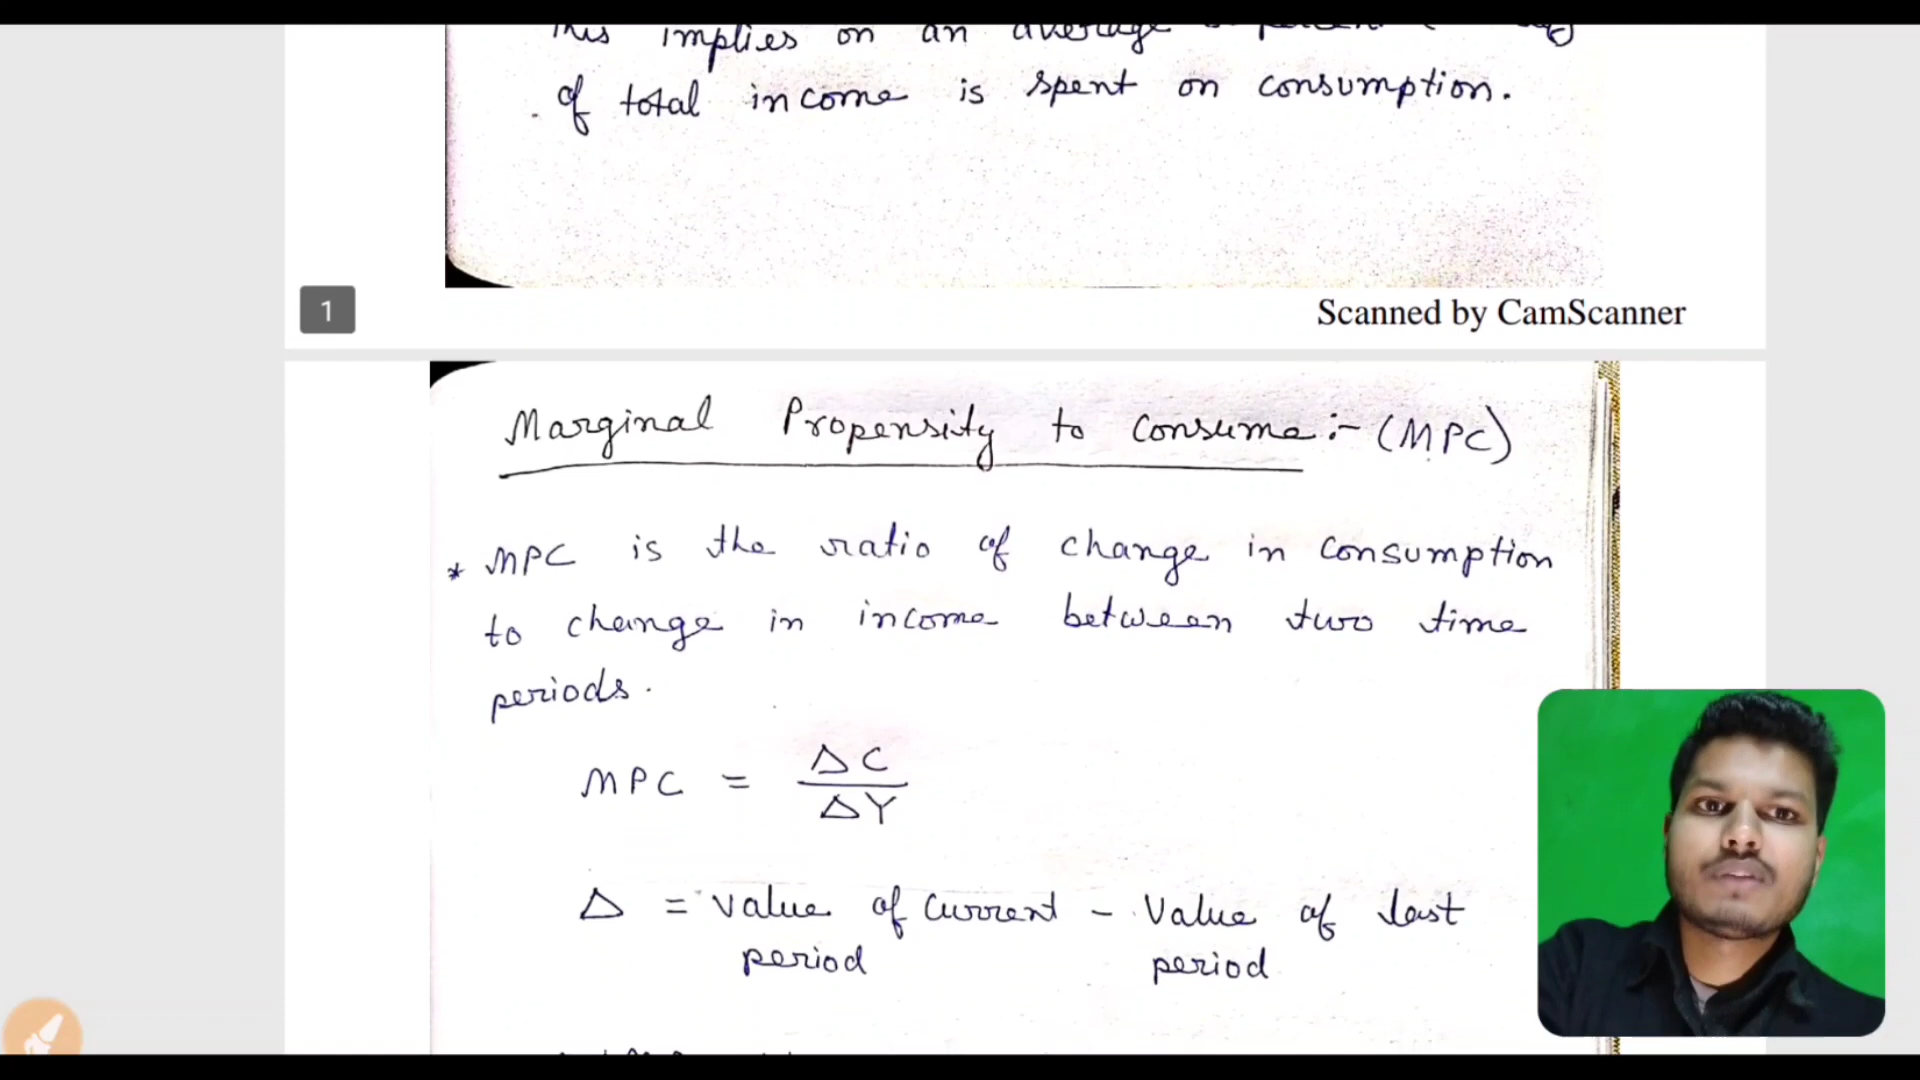 This implies on an average
of total income is spent on consumption.
1
Scanned by CamScanner
Marginal Propensity to Consume :- (MPC)
* MPC is the ratio of change in consumption
to change in income between two time
periods.
MPC = ΔC / ΔY
Δ = value of current - Value of last
period period